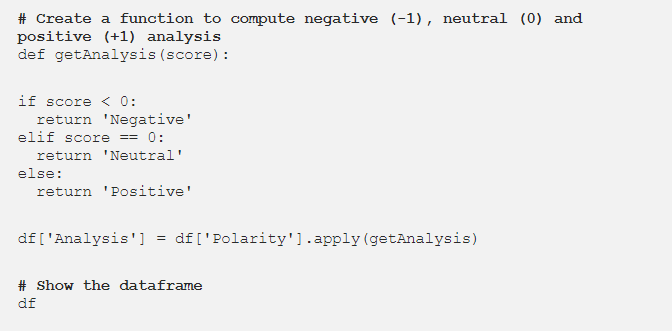 # Create a function to compute negative (-1), neutral (0) and
positive (+1) analysis
def getAnalysis(score):
if score < 0:
  return 'Negative'
elif score == 0:
  return 'Neutral'
else:
  return 'Positive'
df['Analysis'] = df['Polarity'].apply(getAnalysis)
# Show the dataframe
df